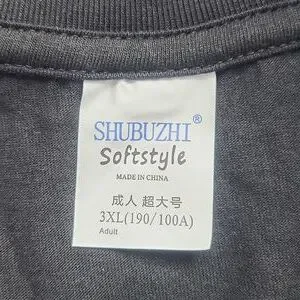 SHUBUZHI®
Softstyle
MADE IN CHINA
成人 超大号
3XL(190/100A)
Adult